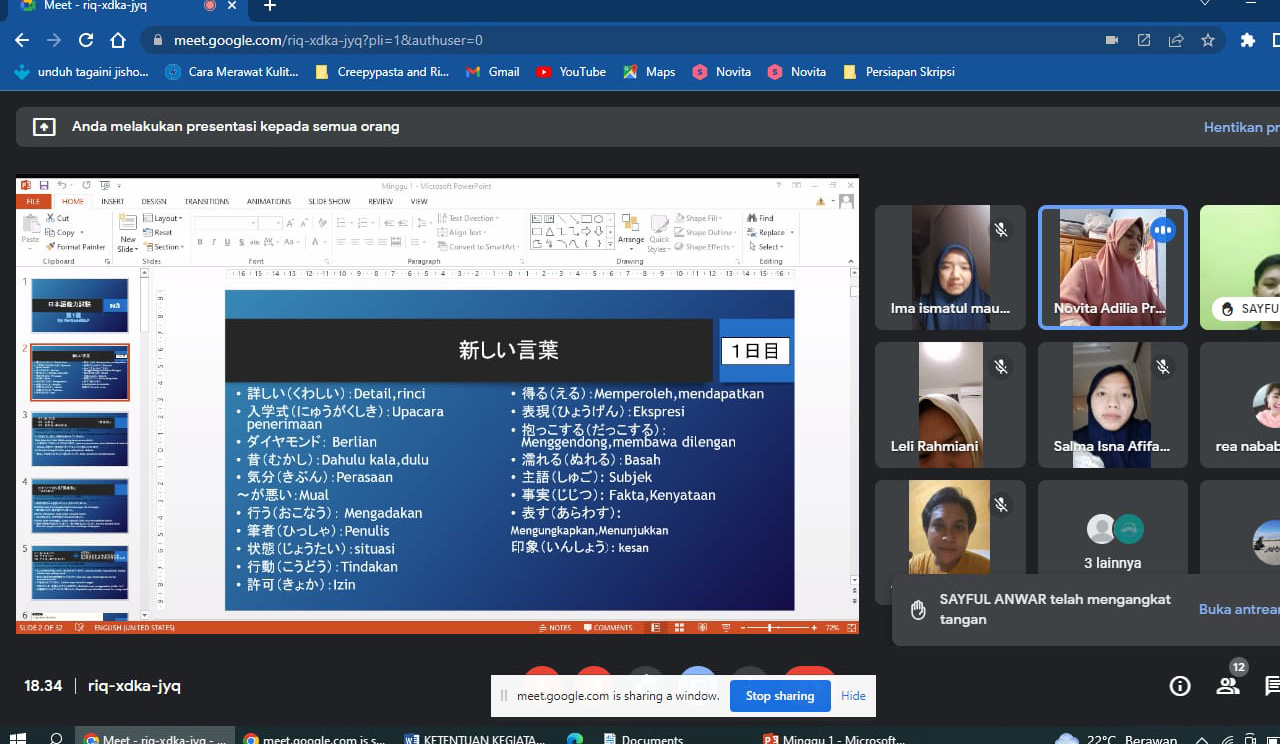 Meet - riq-xdka-jyq
meet.google.com/riq-xdka-jyq?pli=1&authuser=0
unduh tagaini jisho...
Cara Merawat Kulit...
Creepypasta and Ri...
Gmail
YouTube
Maps
Novita
Novita
Persiapan Skripsi
Anda melakukan presentasi kepada semua orang
Hentikan pr
Minggu 1 - Microsoft PowerPoint
FILE HOME INSERT DESIGN TRANSITIONS ANIMATIONS SLIDE SHOW REVIEW VIEW
Paste
Cut
Copy
Format Painter
Clipboard
New Slide
Layout
Reset
Section
Slides
Font
Text Direction
Align Text
Convert to SmartArt
Paragraph
Arrange
Quick Styles
Shape Fill
Shape Outline
Shape Effects
Drawing
Find
Replace
Select
Editing
1
日本語能力試験
N3
2
3
4
5
6
新しい言葉
1日目
• 詳しい(くわしい):Detail,rinci
• 入学式(にゅうがくしき):Upacara
penerimaan
• ダイヤモンド: Berlian
• 昔(むかし):Dahulu kala,dulu
• 気分(きぶん):Perasaan
～が悪い:Mual
• 行う(おこなう): Mengadakan
• 筆者(ひっしゃ):Penulis
• 状態(じょうたい):situasi
• 行動(こうどう):Tindakan
• 許可(きょか):Izin
• 得る(える):Memperoleh,mendapatkan
• 表現(ひょうげん):Ekspresi
• 抱っこする(だっこする):
Menggendong,membawa dilengan
• 濡れる(ぬれる):Basah
• 主語(しゅご): Subjek
• 事実(じじつ): Fakta,Kenyataan
• 表す(あらわす):
Mengungkapkan,Menunjukkan
印象(いんしょう): kesan
SLIDE 2 OF 32
ENGLISH (UNITED STATES)
NOTES
COMMENTS
72%
Ima ismatul mau...
Novita Adilia Pr...
SAYFU
Leli Rahmiani
Salma Isna Afifa...
rea nabab
3 lainnya
SAYFUL ANWAR telah mengangkat
tangan
Buka antrean
18.34 | riq-xdka-jyq
meet.google.com is sharing a window.
Stop sharing
Hide
12
Meet - riq-xdka-jyq - ...
meet.google.com is s...
KETENTUAN KEGIATA...
Documents
Minggu 1 - Microsoft...
22°C Berawan